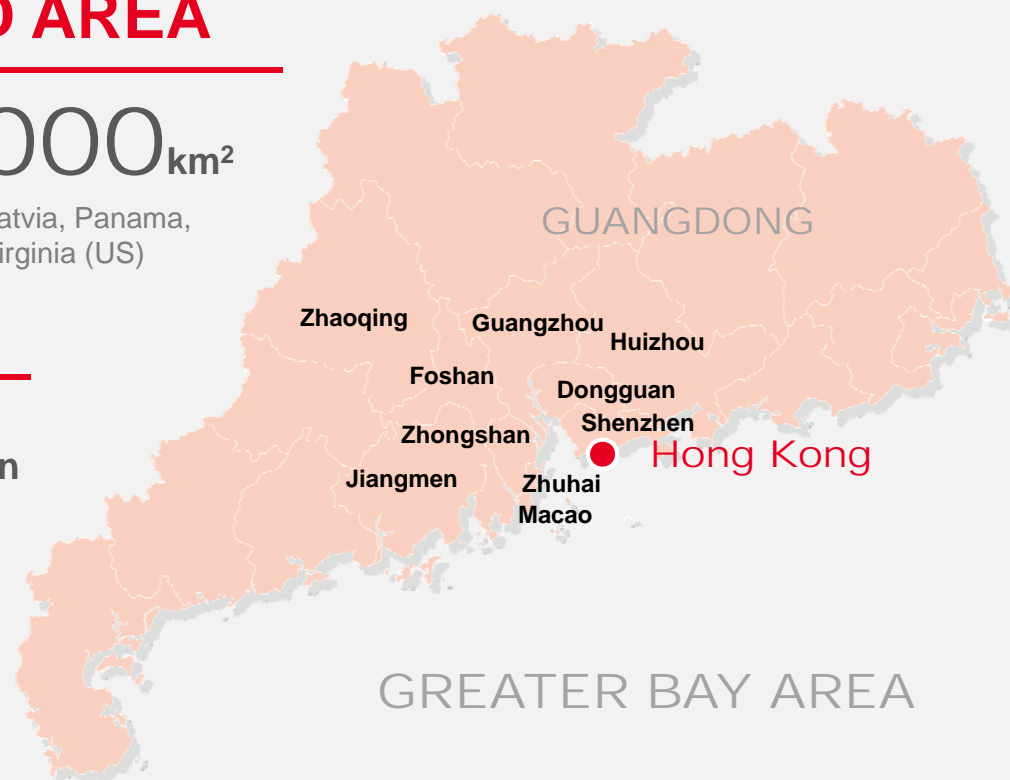 AREA
000km²
atvia, Panama,
irginia (US)
n
GUANGDONG
Zhaoqing
Guangzhou
Huizhou
Foshan
Dongguan
Shenzhen
Zhongshan
Hong Kong
Jiangmen
Zhuhai
Macao
GREATER BAY AREA